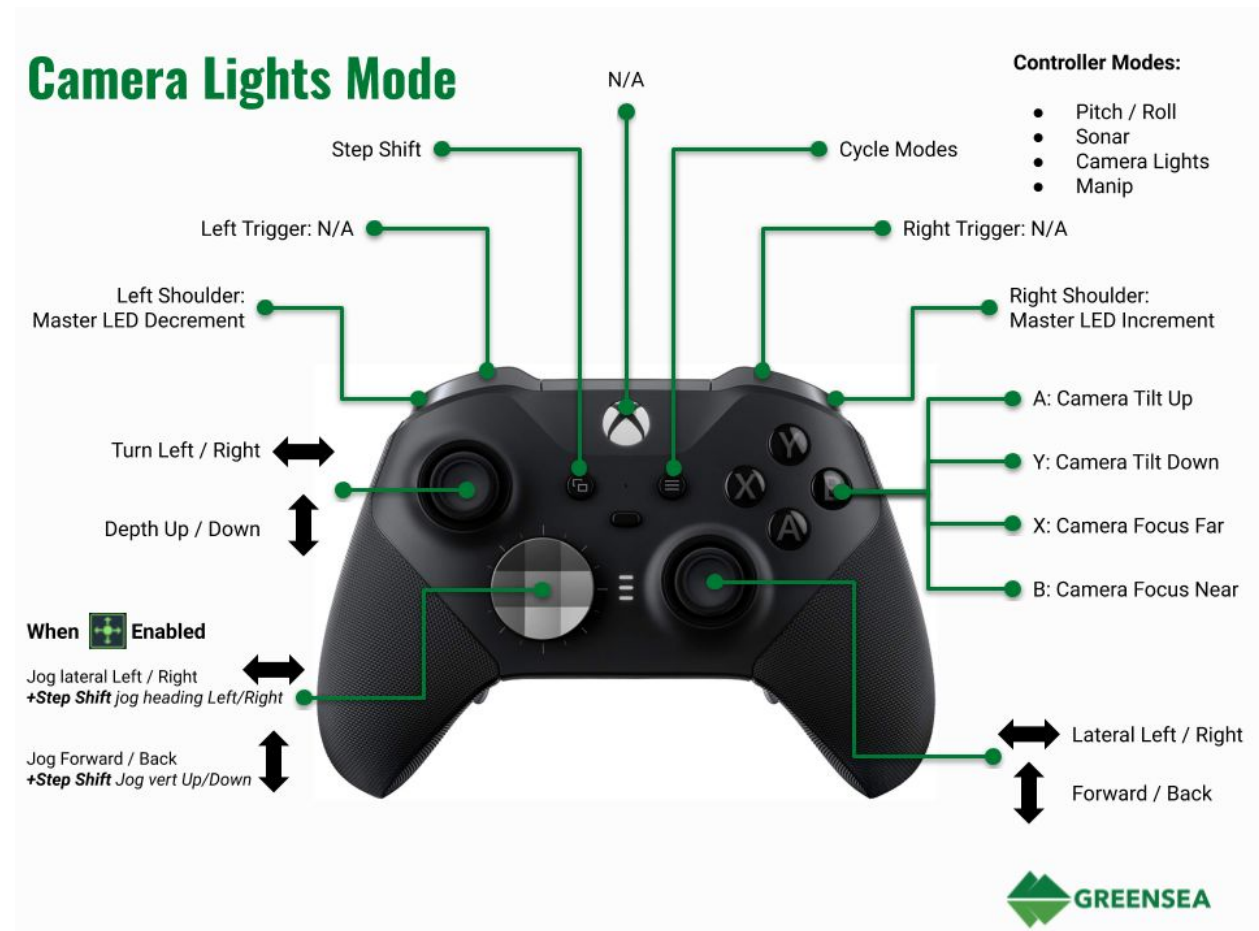 Camera Lights Mode
N/A
Controller Modes:
● Pitch / Roll
● Sonar
● Camera Lights
● Manip
Step Shift
Cycle Modes
Left Trigger: N/A
Right Trigger: N/A
Left Shoulder:
Master LED Decrement
Right Shoulder:
Master LED Increment
A: Camera Tilt Up
Y: Camera Tilt Down
X: Camera Focus Far
B: Camera Focus Near
Turn Left / Right
Depth Up / Down
Y
X
B
A
When Enabled
Jog lateral Left / Right
+Step Shift jog heading Left/Right
Jog Forward / Back
+Step Shift Jog vert Up/Down
Lateral Left / Right
Forward / Back
GREENSEA